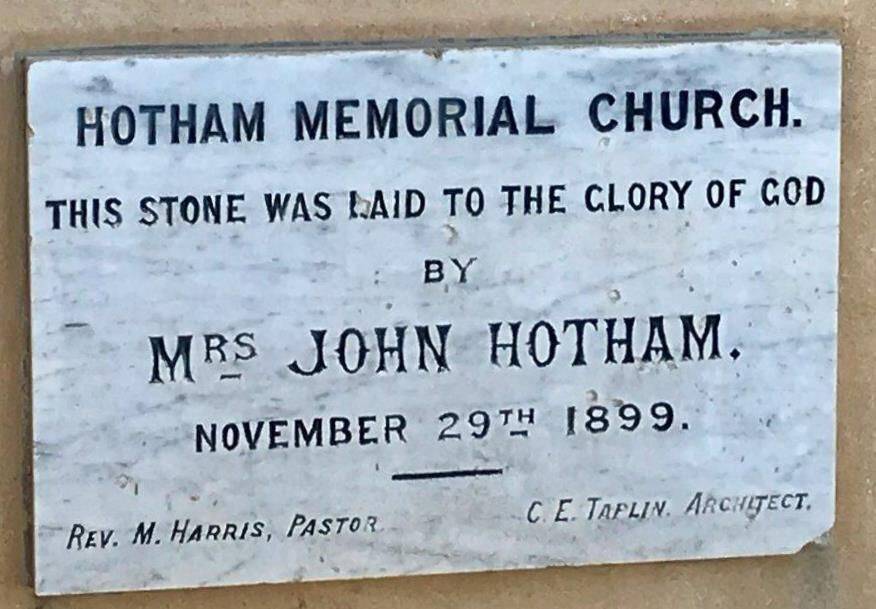 HOTHAM MEMORIAL CHURCH.
THIS STONE WAS LAID TO THE GLORY OF GOD
BY
MRS JOHN HOTHAM.
NOVEMBER 29TH 1899.
REV. M. HARRIS, PASTOR
C. E. TAPLIN. ARCHITECT.